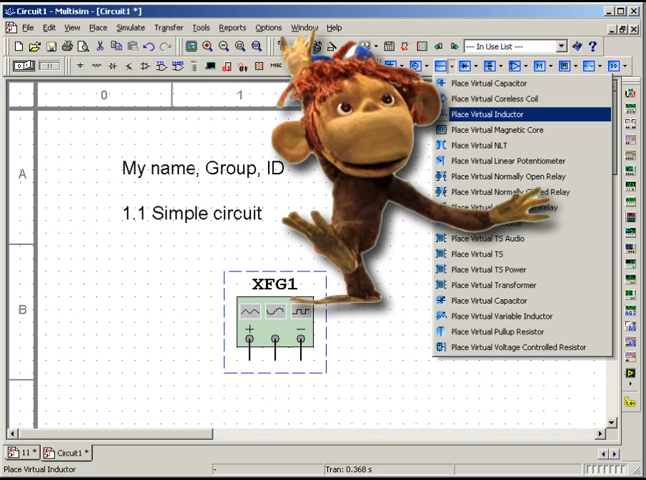 Circuit1 - Multisim - [Circuit1 *]
File Edit View Place Simulate Transfer Tools Reports Options Window Help
--- In Use List ---
MISC
0 1
A
My name, Group, ID
1.1 Simple circuit
B
XFG1
+ −
Place Virtual Capacitor
Place Virtual Coreless Coil
Place Virtual Inductor
Place Virtual Magnetic Core
Place Virtual NLT
Place Virtual Linear Potentiometer
Place Virtual Normally Open Relay
Place Virtual Normally Closed Relay
Place Virtual Relay
Place Virtual TS Audio
Place Virtual TS
Place Virtual TS Power
Place Virtual Transformer
Place Virtual Capacitor
Place Virtual Variable Inductor
Place Virtual Pullup Resistor
Place Virtual Voltage Controlled Resistor
11 * Circuit1 *
Place Virtual Inductor - Tran: 0.368 s